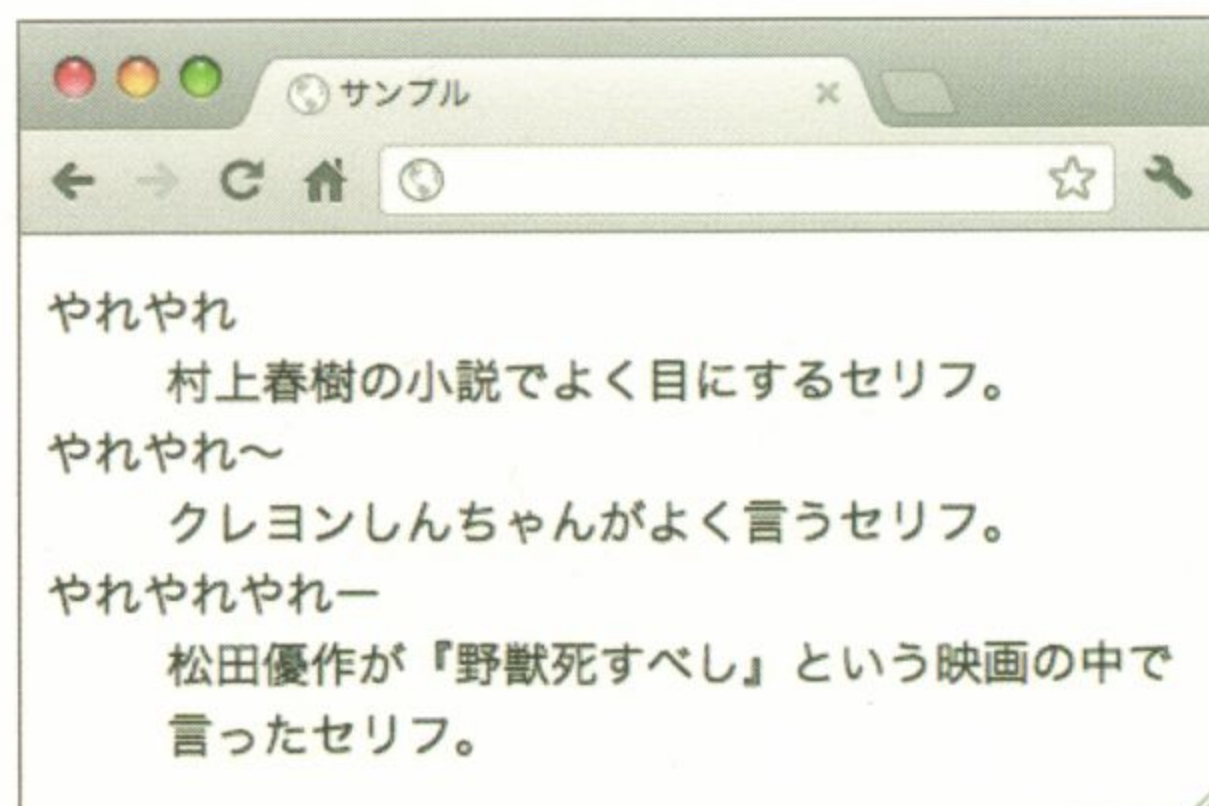 サンプル
やれやれ
村上春樹の小説でよく目にするセリフ。
やれやれ〜
クレヨンしんちゃんがよく言うセリフ。
やれやれやれー
松田優作が『野獣死すべし』という映画の中で
言ったセリフ。